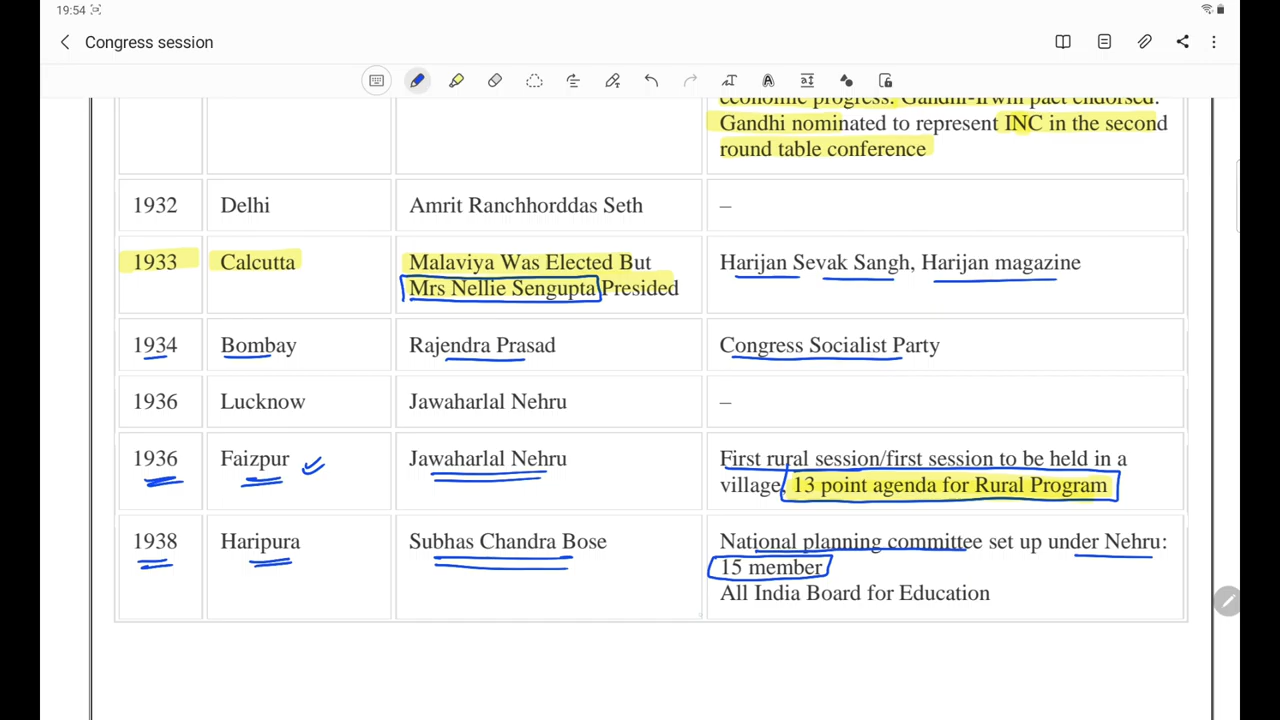 19:54
Congress session
economic progress. Gandhi-Irwin pact endorsed.
Gandhi nominated to represent INC in the second
round table conference
1932 Delhi Amrit Ranchhorddas Seth –
1933 Calcutta Malaviya Was Elected But Harijan Sevak Sangh, Harijan magazine
Mrs Nellie Sengupta Presided
1934 Bombay Rajendra Prasad Congress Socialist Party
1936 Lucknow Jawaharlal Nehru –
1936 Faizpur Jawaharlal Nehru First rural session/first session to be held in a
village, 13 point agenda for Rural Program
1938 Haripura Subhas Chandra Bose National planning committee set up under Nehru:
15 member
All India Board for Education